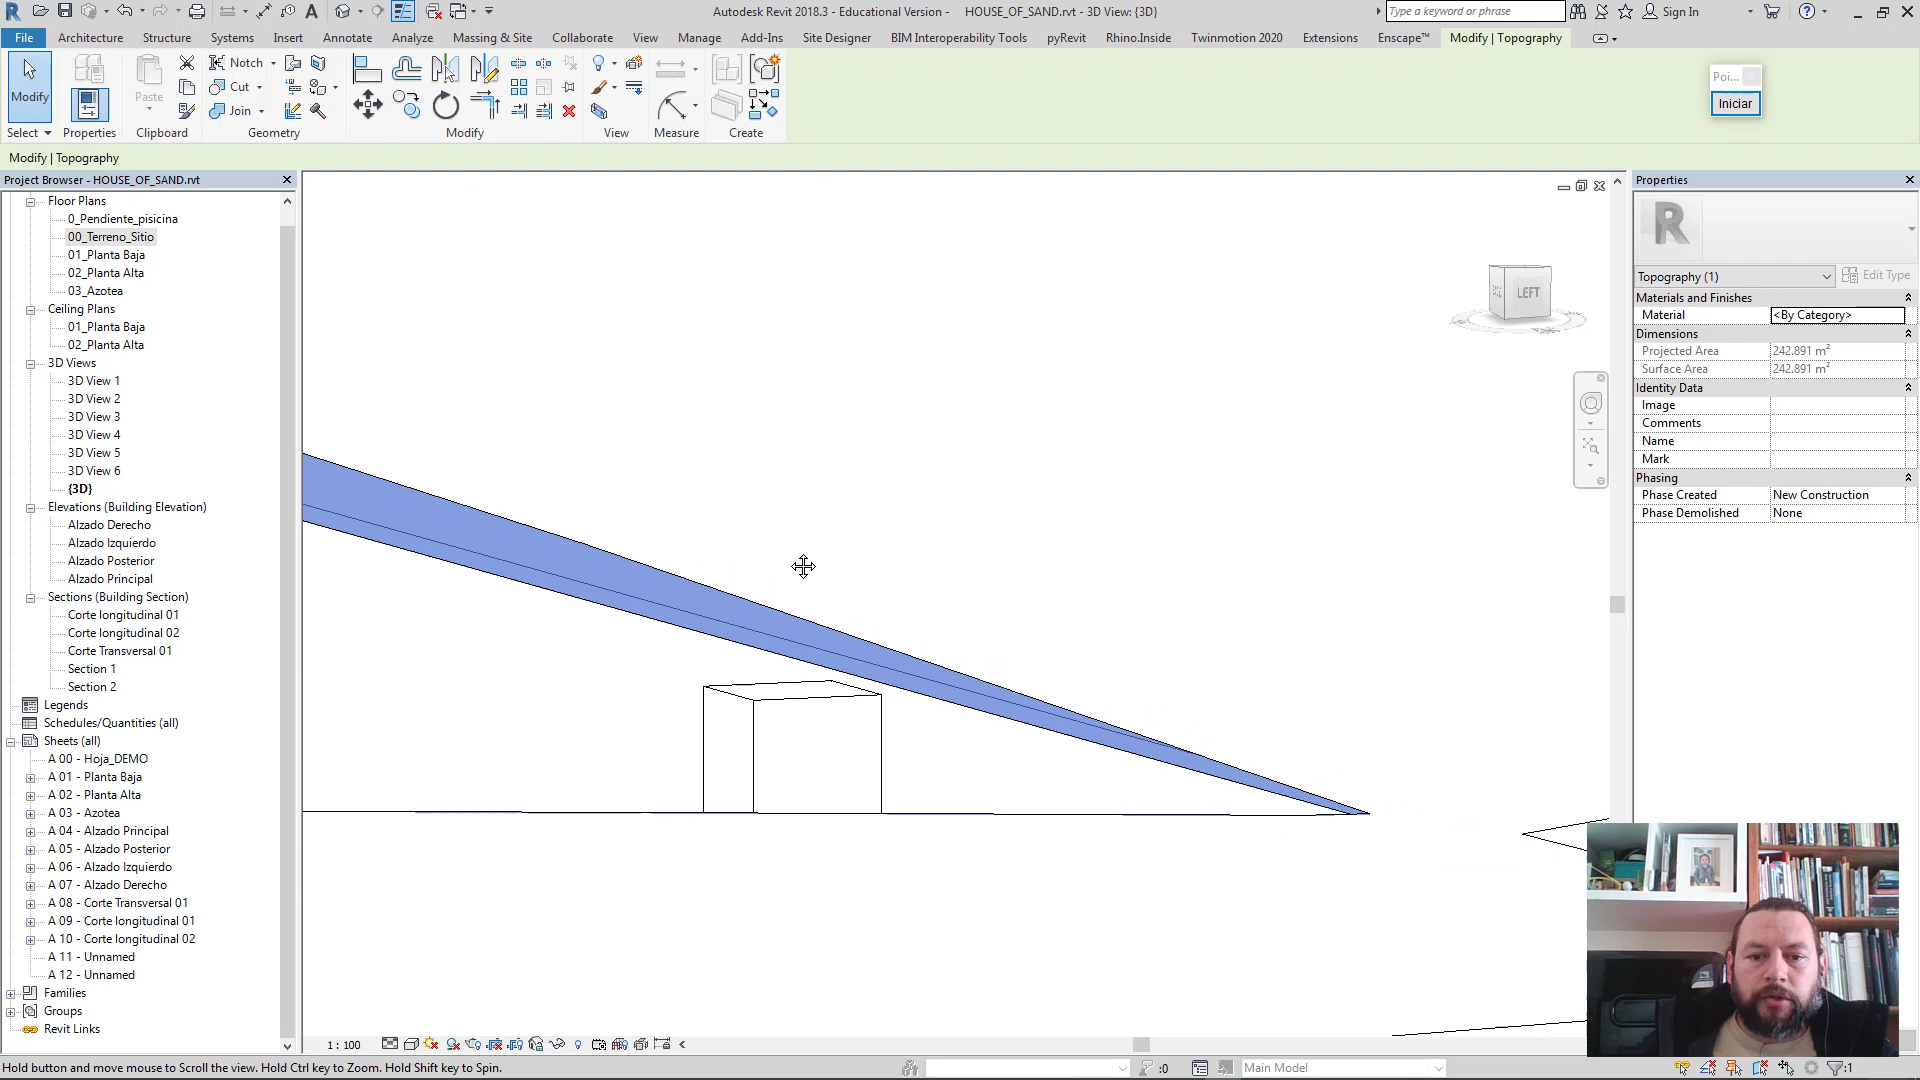 Autodesk Revit 2018.3 - Educational Version - HOUSE_OF_SAND.rvt - 3D View: {3D}
Type a keyword or phrase
Sign In
File Architecture Structure Systems Insert Annotate Analyze Massing & Site Collaborate View Manage Add-Ins Site Designer BIM Interoperability Tools pyRevit Rhino.Inside Twinmotion 2020 Extensions Enscape™ Modify | Topography
Modify
Paste
Notch
Cut
Join
Poi...
Iniciar
Select Properties Clipboard Geometry Modify View Measure Create
Modify | Topography
Project Browser - HOUSE_OF_SAND.rvt
Floor Plans
0_Pendiente_pisicina
00_Terreno_Sitio
01_Planta Baja
02_Planta Alta
03_Azotea
Ceiling Plans
01_Planta Baja
02_Planta Alta
3D Views
3D View 1
3D View 2
3D View 3
3D View 4
3D View 5
3D View 6
{3D}
Elevations (Building Elevation)
Alzado Derecho
Alzado Izquierdo
Alzado Posterior
Alzado Principal
Sections (Building Section)
Corte longitudinal 01
Corte longitudinal 02
Corte Transversal 01
Section 1
Section 2
Legends
Schedules/Quantities (all)
Sheets (all)
A 00 - Hoja_DEMO
A 01 - Planta Baja
A 02 - Planta Alta
A 03 - Azotea
A 04 - Alzado Principal
A 05 - Alzado Posterior
A 06 - Alzado Izquierdo
A 07 - Alzado Derecho
A 08 - Corte Transversal 01
A 09 - Corte longitudinal 01
A 10 - Corte longitudinal 02
A 11 - Unnamed
A 12 - Unnamed
Families
Groups
Revit Links
LEFT
Properties
Topography (1)
Edit Type
Materials and Finishes
Material <By Category>
Dimensions
Projected Area 242.891 m²
Surface Area 242.891 m²
Identity Data
Image
Comments
Name
Mark
Phasing
Phase Created New Construction
Phase Demolished None
1 : 100
Hold button and move mouse to Scroll the view. Hold Ctrl key to Zoom. Hold Shift key to Spin.
:0
Main Model
:1